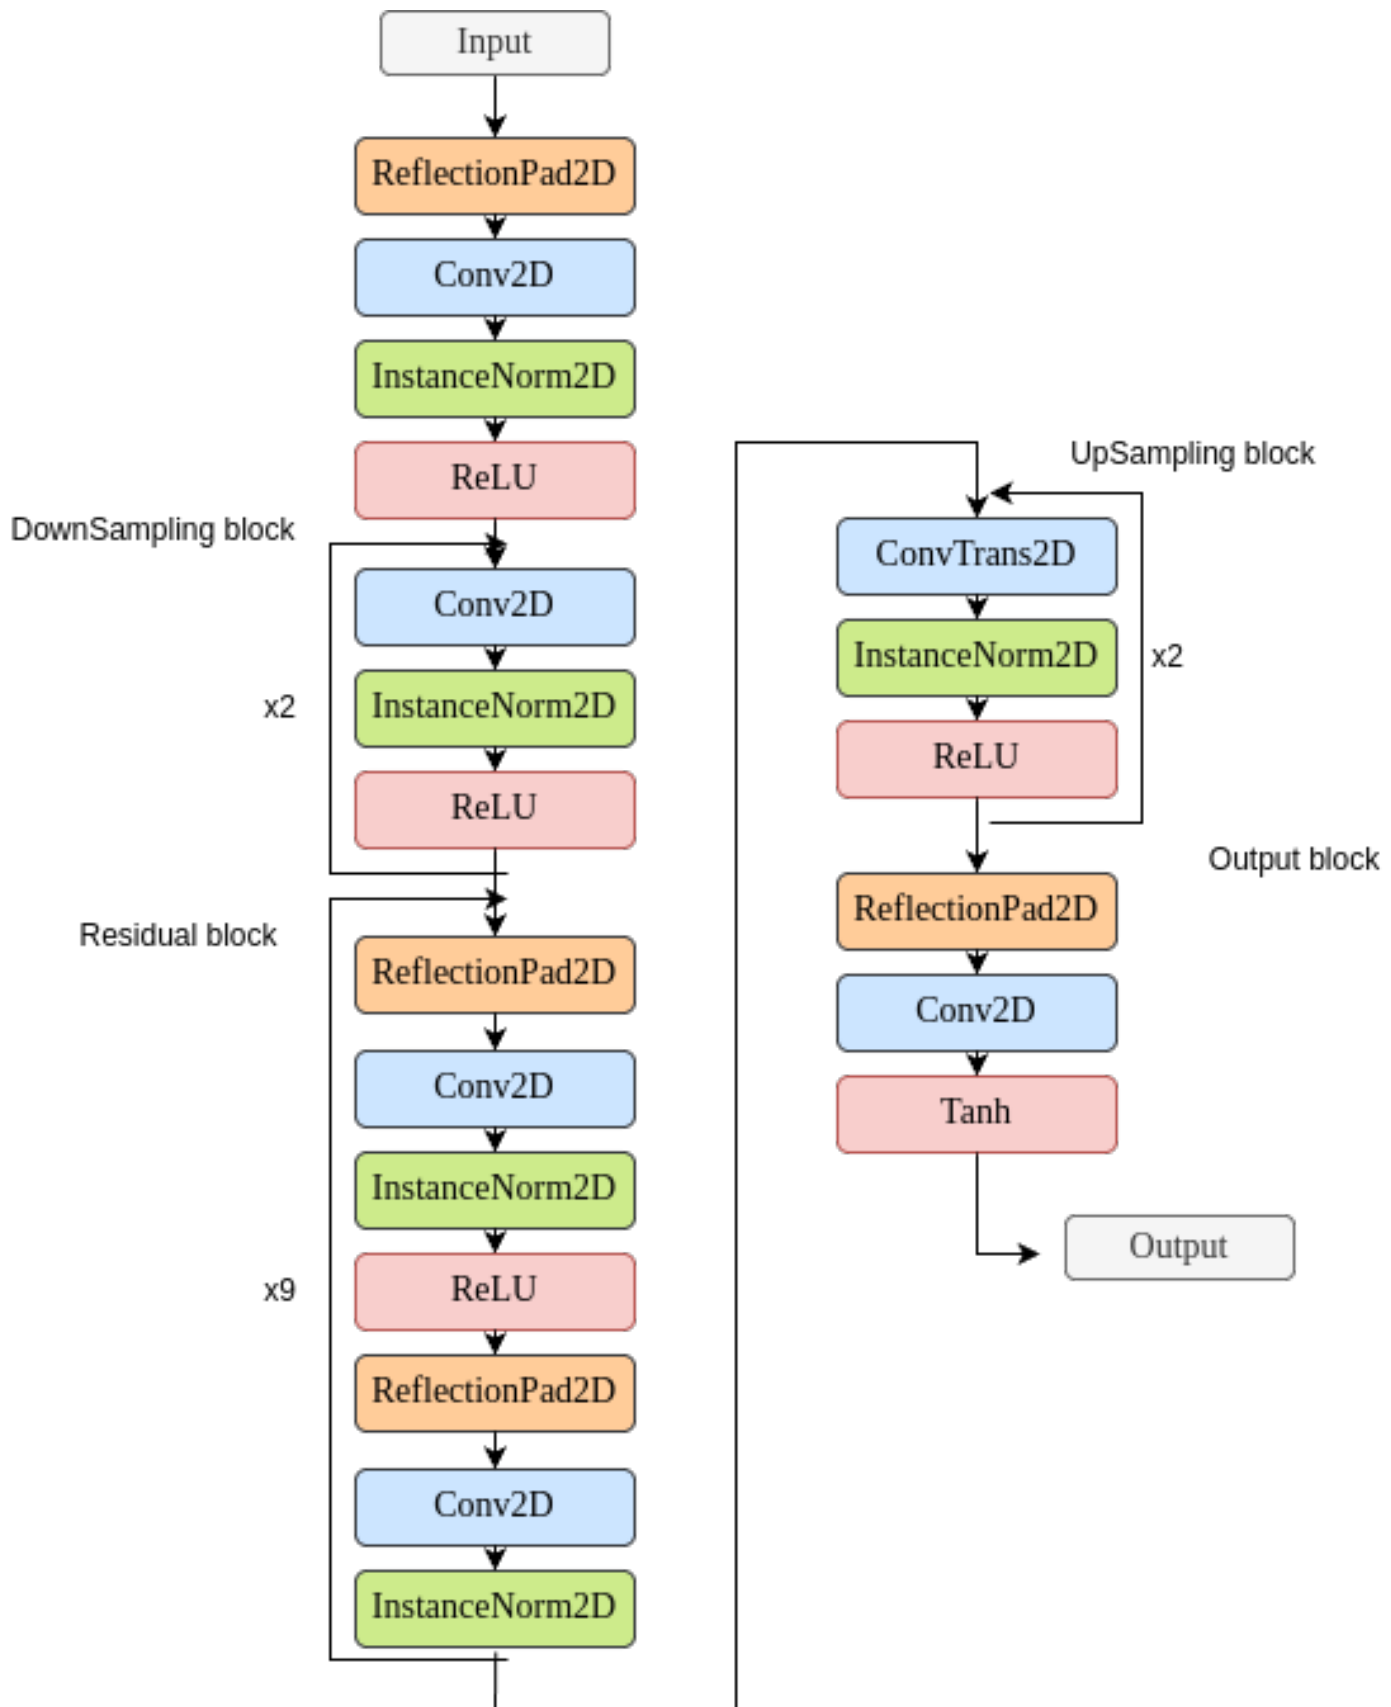 Input
ReflectionPad2D
Conv2D
InstanceNorm2D
ReLU
DownSampling block
Conv2D
x2
InstanceNorm2D
ReLU
Residual block
ReflectionPad2D
Conv2D
InstanceNorm2D
x9
ReLU
ReflectionPad2D
Conv2D
InstanceNorm2D
UpSampling block
ConvTrans2D
InstanceNorm2D
x2
ReLU
Output block
ReflectionPad2D
Conv2D
Tanh
Output